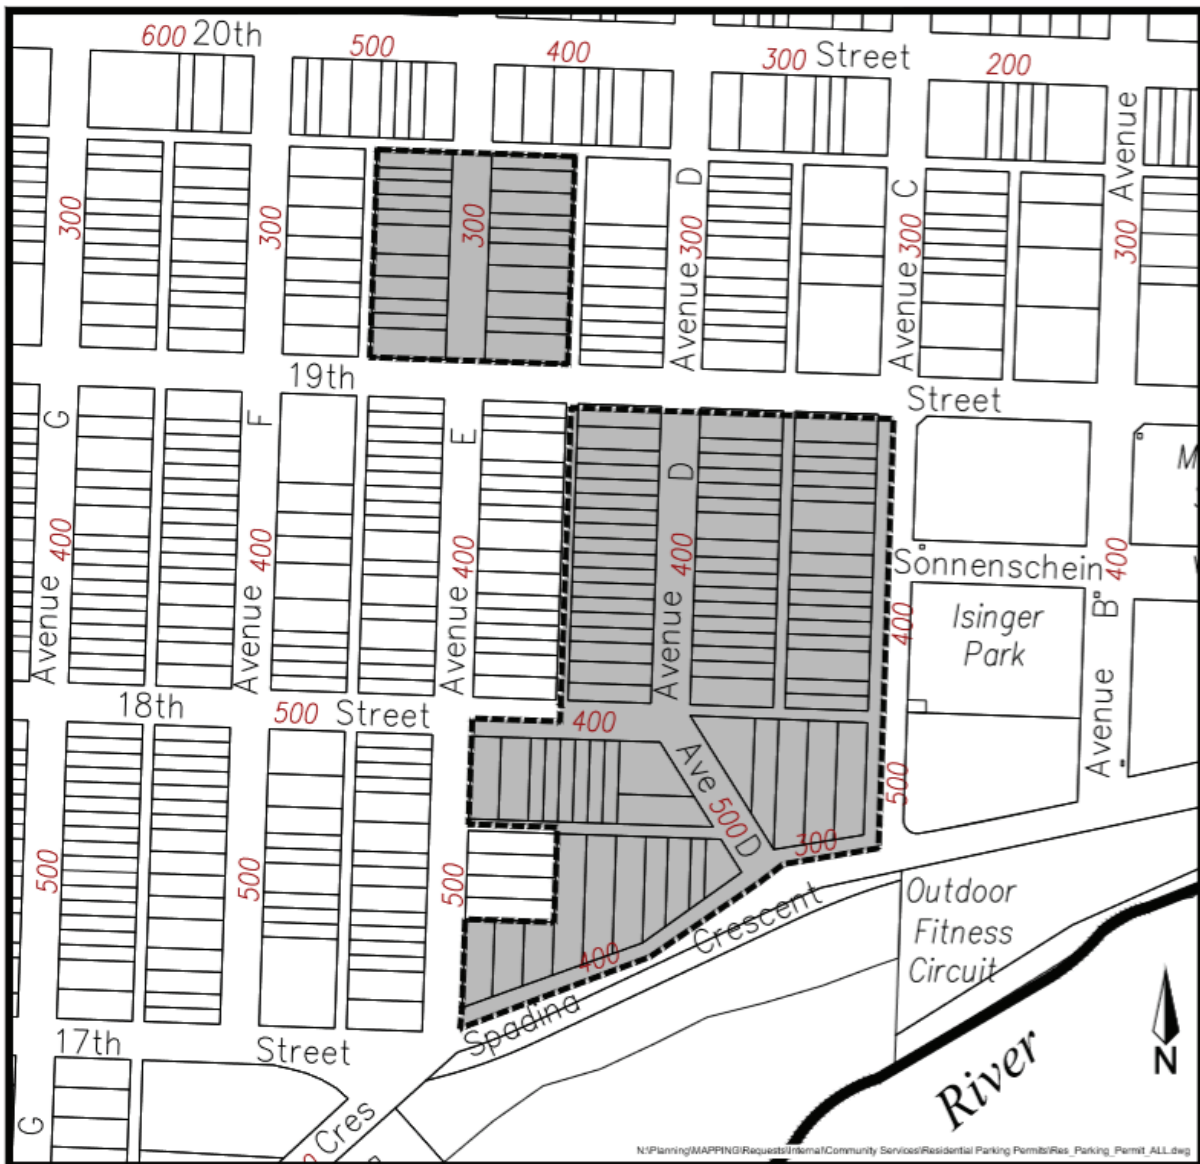 600 20th
500
400
300 Street
200
Avenue
300
300
300
Avenue 300 D
Avenue 300 C
300
19th
Street
Avenue 400 G
Avenue 400 F
Avenue 400 E
Avenue 400 D
M
Sonnenschein
400
Isinger
Park
400
Avenue B
18th
500 Street
400
Ave 500 D
300
500
500
500
500
400
Spadina Crescent
Outdoor
Fitness
Circuit
17th
Street
G
Cres
River
N
N:\Planning\MAPPING\Requests\Internal\Community Services\Residential Parking Permits\Res_Parking_Permit_ALL.dwg